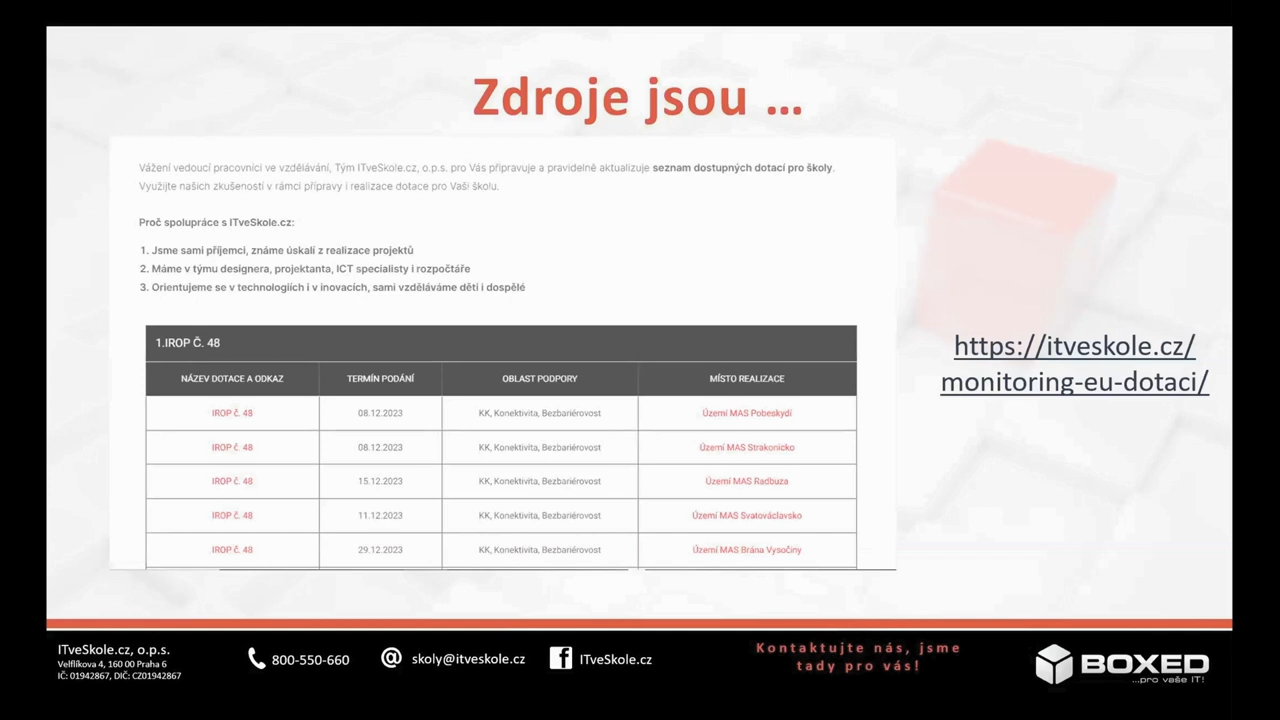 Zdroje jsou ...
Vážení vedoucí pracovníci ve vzdělávání, Tým ITveSkole.cz, o.p.s. pro Vás připravuje a pravidelně aktualizuje seznam dostupných dotací pro školy.
Využijte našich zkušeností v rámci přípravy i realizace dotace pro Vaši školu.
Proč spolupráce s ITveSkole.cz:
1. Jsme sami příjemci, známe úskalí z realizace projektů
2. Máme v týmu designera, projektanta, ICT specialisty i rozpočtáře
3. Orientujeme se v technologiích i v inovacích, sami vzděláváme děti i dospělé
1.IROP Č. 48
NÁZEV DOTACE A ODKAZ TERMÍN PODÁNÍ OBLAST PODPORY MÍSTO REALIZACE
IROP č. 48 08.12.2023 KK, Konektivita, Bezbariérovost Území MAS Pobeskydí
IROP č. 48 08.12.2023 KK, Konektivita, Bezbariérovost Území MAS Strakonicko
IROP č. 48 15.12.2023 KK, Konektivita, Bezbariérovost Území MAS Radbuza
IROP č. 48 11.12.2023 KK, Konektivita, Bezbariérovost Území MAS Svatováclavsko
IROP č. 48 29.12.2023 KK, Konektivita, Bezbariérovost Území MAS Brána Vysočiny
https://itveskole.cz/
monitoring-eu-dotaci/
ITveSkole.cz, o.p.s.
Velflíkova 4, 160 00 Praha 6
IČ: 01942867, DIČ: CZ01942867
800-550-660
skoly@itveskole.cz
ITveSkole.cz
Kontaktujte nás, jsme
tady pro vás!
BOXED
...pro vaše IT!